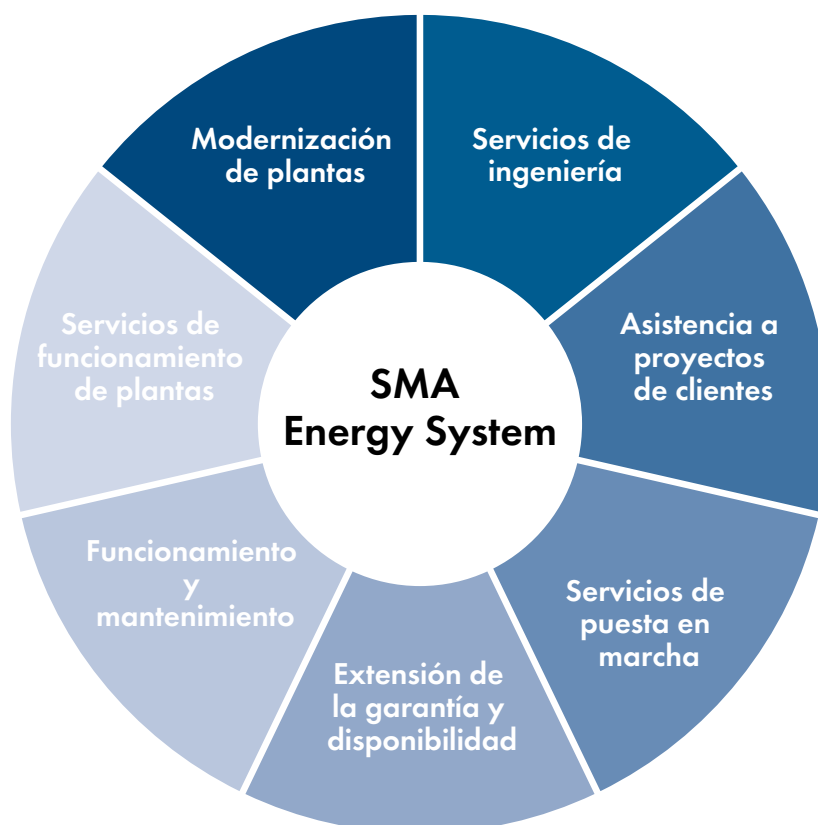 Modernización
de plantas
Servicios de
ingeniería
Asistencia a
proyectos
de clientes
Servicios de
puesta en
marcha
Extensión de
la garantía y
disponibilidad
Funcionamiento
y
mantenimiento
Servicios de
funcionamiento
de plantas
SMA
Energy System